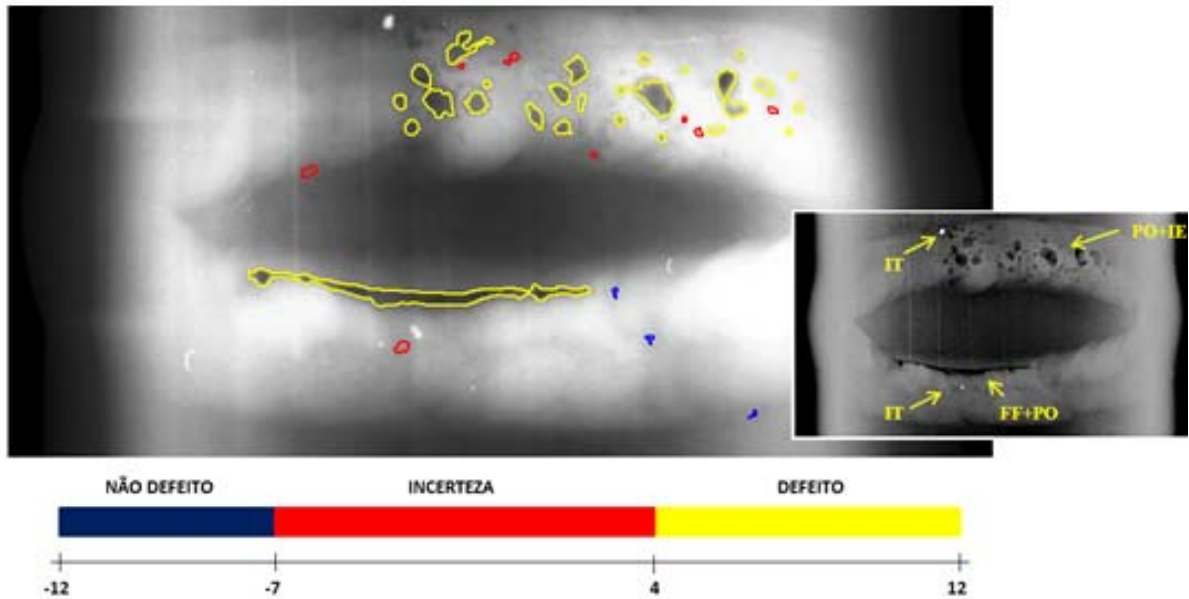 IT
PO+IE
IT
FF+PO
NÃO DEFEITO
INCERTEZA
DEFEITO
-12
-7
4
12